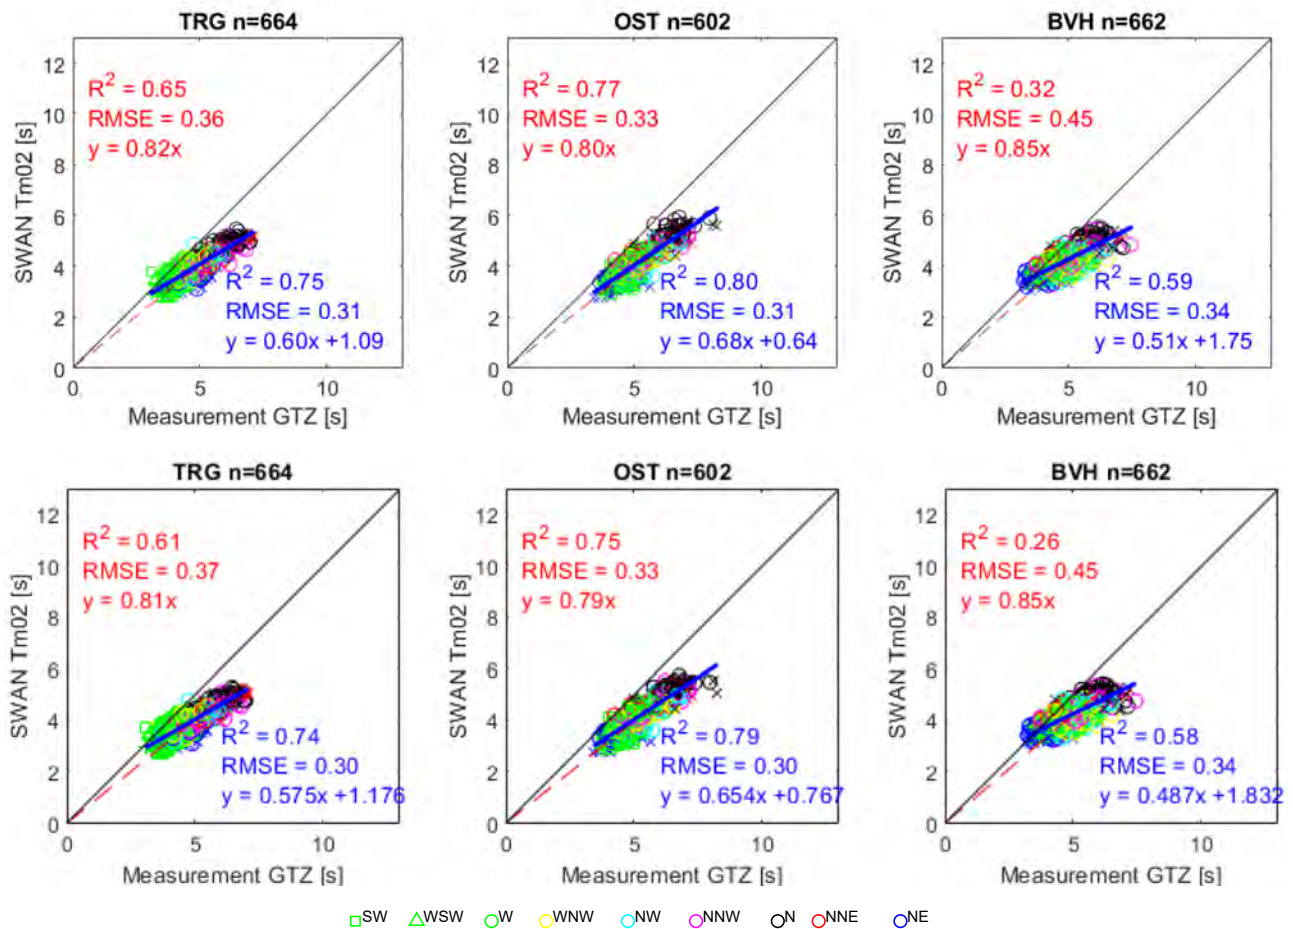 TRG n=664
12
10
8
6
4
2
0
0
5
10
SWAN Tm02 [s]
Measurement GTZ [s]
R² = 0.65
RMSE = 0.36
y = 0.82x
R² = 0.75
RMSE = 0.31
y = 0.60x +1.09
OST n=602
12
10
8
6
4
2
0
0
5
10
SWAN Tm02 [s]
Measurement GTZ [s]
R² = 0.77
RMSE = 0.33
y = 0.80x
R² = 0.80
RMSE = 0.31
y = 0.68x +0.64
BVH n=662
12
10
8
6
4
2
0
0
5
10
SWAN Tm02 [s]
Measurement GTZ [s]
R² = 0.32
RMSE = 0.45
y = 0.85x
R² = 0.59
RMSE = 0.34
y = 0.51x +1.75
TRG n=664
12
10
8
6
4
2
0
0
5
10
SWAN Tm02 [s]
Measurement GTZ [s]
R² = 0.61
RMSE = 0.37
y = 0.81x
R² = 0.74
RMSE = 0.30
y = 0.575x +1.176
OST n=602
12
10
8
6
4
2
0
0
5
10
SWAN Tm02 [s]
Measurement GTZ [s]
R² = 0.75
RMSE = 0.33
y = 0.79x
R² = 0.79
RMSE = 0.30
y = 0.654x +0.767
BVH n=662
12
10
8
6
4
2
0
0
5
10
SWAN Tm02 [s]
Measurement GTZ [s]
R² = 0.26
RMSE = 0.45
y = 0.85x
R² = 0.58
RMSE = 0.34
y = 0.487x +1.832
SW WSW W WNW NW NNW N NNE NE